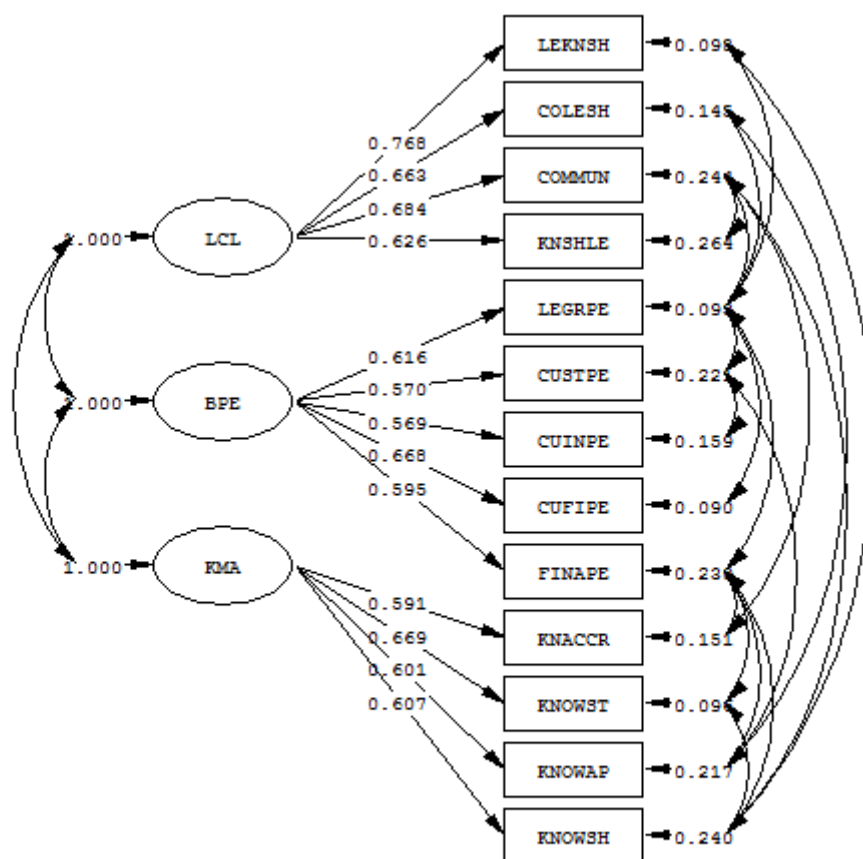 LEKNSH
COLESH
0.768
COMMUN
0.663
0.684
LCL
KNSHLE
0.264
0.626
LEGRPE
0.616
CUSTPE
0.570
BPE
0.569
CUINPE
0.159
0.668
CUFIPE
0.090
0.595
1.000
KMA
FINAPE
0.591
KNACCR
0.151
0.669
0.601
KNOWST
0.607
KNOWAP
0.217
KNOWSH
0.240